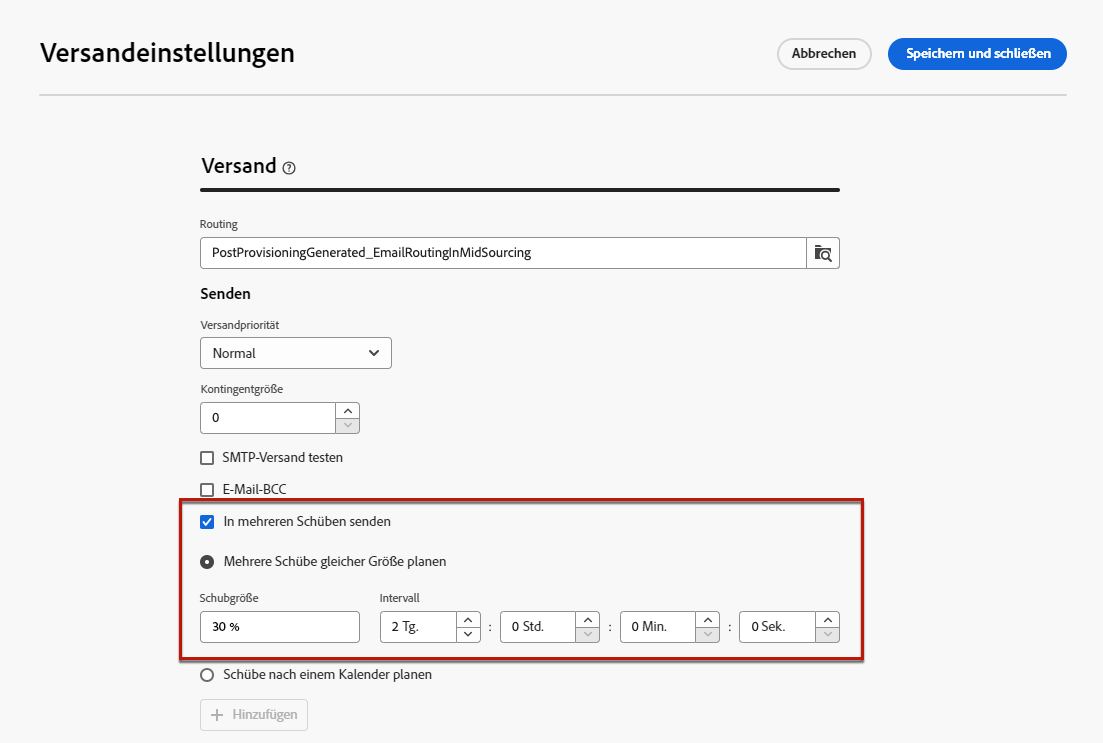 Versandeinstellungen
Abbrechen
Speichern und schließen
Versand
Routing
PostProvisioningGenerated_EmailRoutingInMidSourcing
Senden
Versandpriorität
Normal
Kontingentgröße
0
SMTP-Versand testen
E-Mail-BCC
In mehreren Schüben senden
Mehrere Schübe gleicher Größe planen
Schubgröße Intervall
30 % 2 Tg. : 0 Std. : 0 Min. : 0 Sek.
Schübe nach einem Kalender planen
Hinzufügen